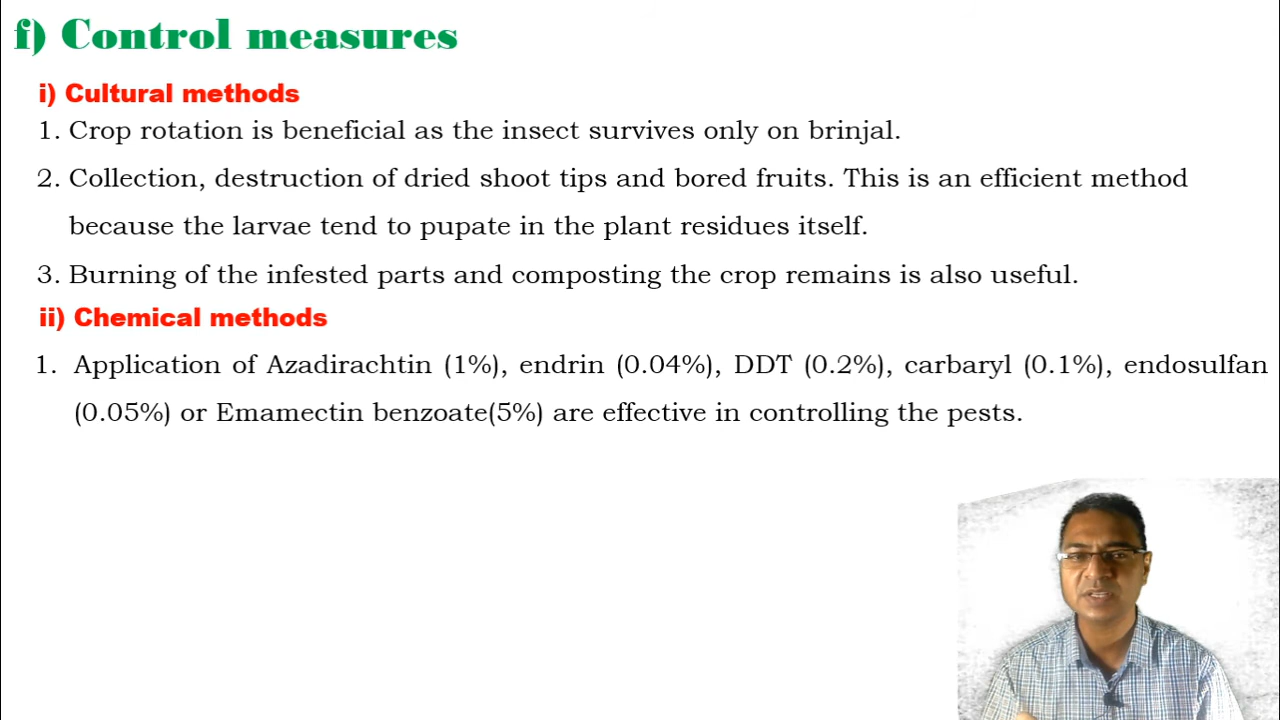 f) Control measures
i) Cultural methods
1. Crop rotation is beneficial as the insect survives only on brinjal.
2. Collection, destruction of dried shoot tips and bored fruits. This is an efficient method
because the larvae tend to pupate in the plant residues itself.
3. Burning of the infested parts and composting the crop remains is also useful.
ii) Chemical methods
1. Application of Azadirachtin (1%), endrin (0.04%), DDT (0.2%), carbaryl (0.1%), endosulfan
(0.05%) or Emamectin benzoate(5%) are effective in controlling the pests.